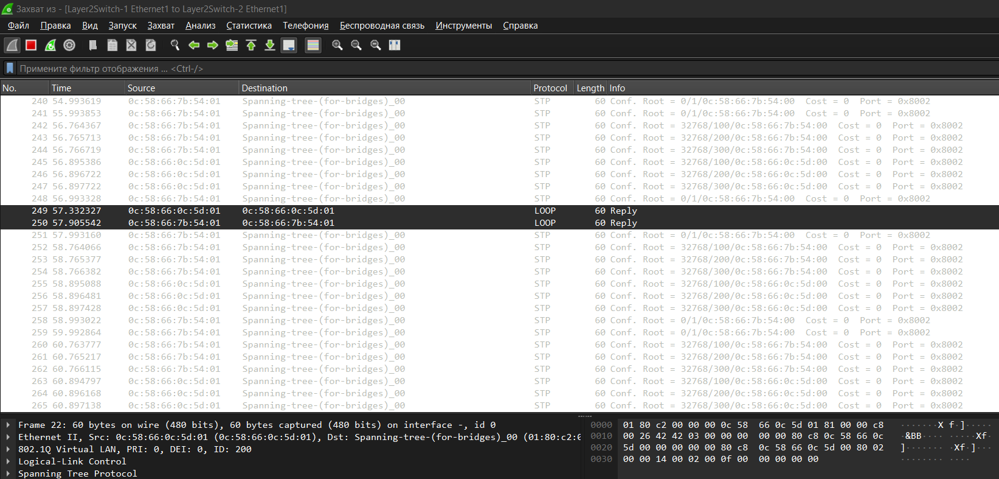 Захват из - [Layer2Switch-1 Ethernet1 to Layer2Switch-2 Ethernet1]
Файл Правка Вид Запуск Захват Анализ Статистика Телефония Беспроводная связь Инструменты Справка
Примените фильтр отображения ... <Ctrl-/>
No. Time Source Destination Protocol Length Info
240 54.993619 0c:58:66:7b:54:01 Spanning-tree-(for-bridges)_00 STP 60 Conf. Root = 0/1/0c:58:66:7b:54:00 Cost = 0 Port = 0x8002
241 55.993853 0c:58:66:7b:54:01 Spanning-tree-(for-bridges)_00 STP 60 Conf. Root = 0/1/0c:58:66:7b:54:00 Cost = 0 Port = 0x8002
242 56.764367 0c:58:66:7b:54:01 Spanning-tree-(for-bridges)_00 STP 60 Conf. Root = 32768/100/0c:58:66:7b:54:00 Cost = 0 Port = 0x8002
243 56.765713 0c:58:66:7b:54:01 Spanning-tree-(for-bridges)_00 STP 60 Conf. Root = 32768/200/0c:58:66:7b:54:00 Cost = 0 Port = 0x8002
244 56.766719 0c:58:66:7b:54:01 Spanning-tree-(for-bridges)_00 STP 60 Conf. Root = 32768/300/0c:58:66:7b:54:00 Cost = 0 Port = 0x8002
245 56.895386 0c:58:66:0c:5d:01 Spanning-tree-(for-bridges)_00 STP 60 Conf. Root = 32768/100/0c:58:66:0c:5d:00 Cost = 0 Port = 0x8002
246 56.896722 0c:58:66:0c:5d:01 Spanning-tree-(for-bridges)_00 STP 60 Conf. Root = 32768/200/0c:58:66:0c:5d:00 Cost = 0 Port = 0x8002
247 56.897722 0c:58:66:0c:5d:01 Spanning-tree-(for-bridges)_00 STP 60 Conf. Root = 32768/300/0c:58:66:0c:5d:00 Cost = 0 Port = 0x8002
248 56.993328 0c:58:66:7b:54:01 Spanning-tree-(for-bridges)_00 STP 60 Conf. Root = 0/1/0c:58:66:7b:54:00 Cost = 0 Port = 0x8002
249 57.332327 0c:58:66:0c:5d:01 0c:58:66:0c:5d:01 LOOP 60 Reply
250 57.905542 0c:58:66:7b:54:01 0c:58:66:7b:54:01 LOOP 60 Reply
251 57.993160 0c:58:66:7b:54:01 Spanning-tree-(for-bridges)_00 STP 60 Conf. Root = 0/1/0c:58:66:7b:54:00 Cost = 0 Port = 0x8002
252 58.764066 0c:58:66:7b:54:01 Spanning-tree-(for-bridges)_00 STP 60 Conf. Root = 32768/100/0c:58:66:7b:54:00 Cost = 0 Port = 0x8002
253 58.765377 0c:58:66:7b:54:01 Spanning-tree-(for-bridges)_00 STP 60 Conf. Root = 32768/200/0c:58:66:7b:54:00 Cost = 0 Port = 0x8002
254 58.766382 0c:58:66:7b:54:01 Spanning-tree-(for-bridges)_00 STP 60 Conf. Root = 32768/300/0c:58:66:7b:54:00 Cost = 0 Port = 0x8002
255 58.895088 0c:58:66:0c:5d:01 Spanning-tree-(for-bridges)_00 STP 60 Conf. Root = 32768/100/0c:58:66:0c:5d:00 Cost = 0 Port = 0x8002
256 58.896481 0c:58:66:0c:5d:01 Spanning-tree-(for-bridges)_00 STP 60 Conf. Root = 32768/200/0c:58:66:0c:5d:00 Cost = 0 Port = 0x8002
257 58.897428 0c:58:66:0c:5d:01 Spanning-tree-(for-bridges)_00 STP 60 Conf. Root = 32768/300/0c:58:66:0c:5d:00 Cost = 0 Port = 0x8002
258 58.993022 0c:58:66:7b:54:01 Spanning-tree-(for-bridges)_00 STP 60 Conf. Root = 0/1/0c:58:66:7b:54:00 Cost = 0 Port = 0x8002
259 59.992864 0c:58:66:7b:54:01 Spanning-tree-(for-bridges)_00 STP 60 Conf. Root = 0/1/0c:58:66:7b:54:00 Cost = 0 Port = 0x8002
260 60.763777 0c:58:66:7b:54:01 Spanning-tree-(for-bridges)_00 STP 60 Conf. Root = 32768/100/0c:58:66:7b:54:00 Cost = 0 Port = 0x8002
261 60.765217 0c:58:66:7b:54:01 Spanning-tree-(for-bridges)_00 STP 60 Conf. Root = 32768/200/0c:58:66:7b:54:00 Cost = 0 Port = 0x8002
262 60.766115 0c:58:66:7b:54:01 Spanning-tree-(for-bridges)_00 STP 60 Conf. Root = 32768/300/0c:58:66:7b:54:00 Cost = 0 Port = 0x8002
263 60.894797 0c:58:66:0c:5d:01 Spanning-tree-(for-bridges)_00 STP 60 Conf. Root = 32768/100/0c:58:66:0c:5d:00 Cost = 0 Port = 0x8002
264 60.896168 0c:58:66:0c:5d:01 Spanning-tree-(for-bridges)_00 STP 60 Conf. Root = 32768/200/0c:58:66:0c:5d:00 Cost = 0 Port = 0x8002
265 60.897138 0c:58:66:0c:5d:01 Spanning-tree-(for-bridges)_00 STP 60 Conf. Root = 32768/300/0c:58:66:0c:5d:00 Cost = 0 Port = 0x8002
Frame 22: 60 bytes on wire (480 bits), 60 bytes captured (480 bits) on interface -, id 0
Ethernet II, Src: 0c:58:66:0c:5d:01 (0c:58:66:0c:5d:01), Dst: Spanning-tree-(for-bridges)_00 (01:80:c2:0
802.1Q Virtual LAN, PRI: 0, DEI: 0, ID: 200
Logical-Link Control
Spanning Tree Protocol
0000 01 80 c2 00 00 00 0c 58 66 0c 5d 01 81 00 00 c8 ·······X f·]·····
0010 00 26 42 42 03 00 00 00 00 00 80 c8 0c 58 66 0c ·&BB···· ·····Xf·
0020 5d 00 00 00 00 00 80 c8 0c 58 66 0c 5d 00 80 02 ]······· ·Xf·]···
0030 00 00 14 00 02 00 0f 00 00 00 00 00 ········ ····